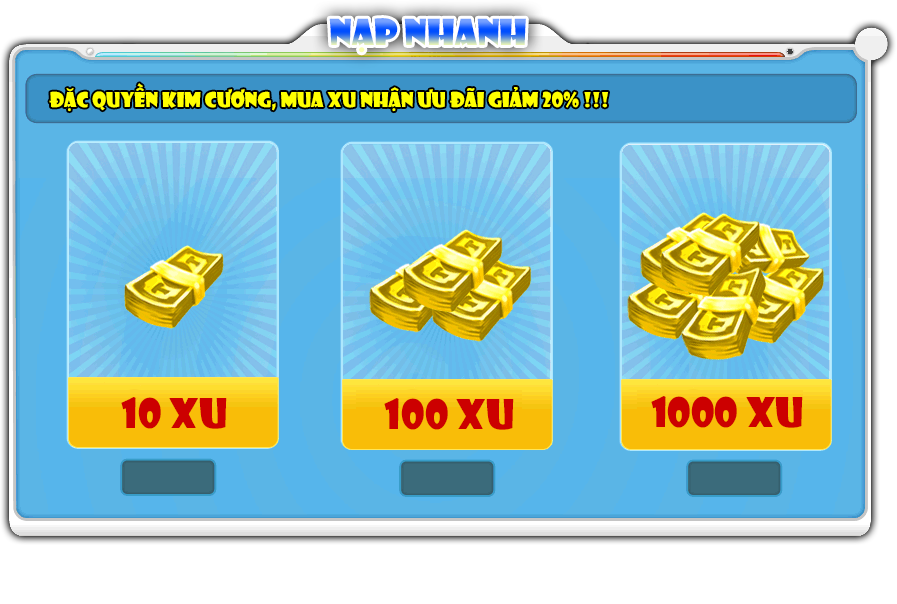 NẠP NHANH
ĐẶC QUYỀN KIM CƯƠNG, MUA XU NHẬN ƯU ĐÃI GIẢM 20% !!!
10 XU
100 XU
1000 XU